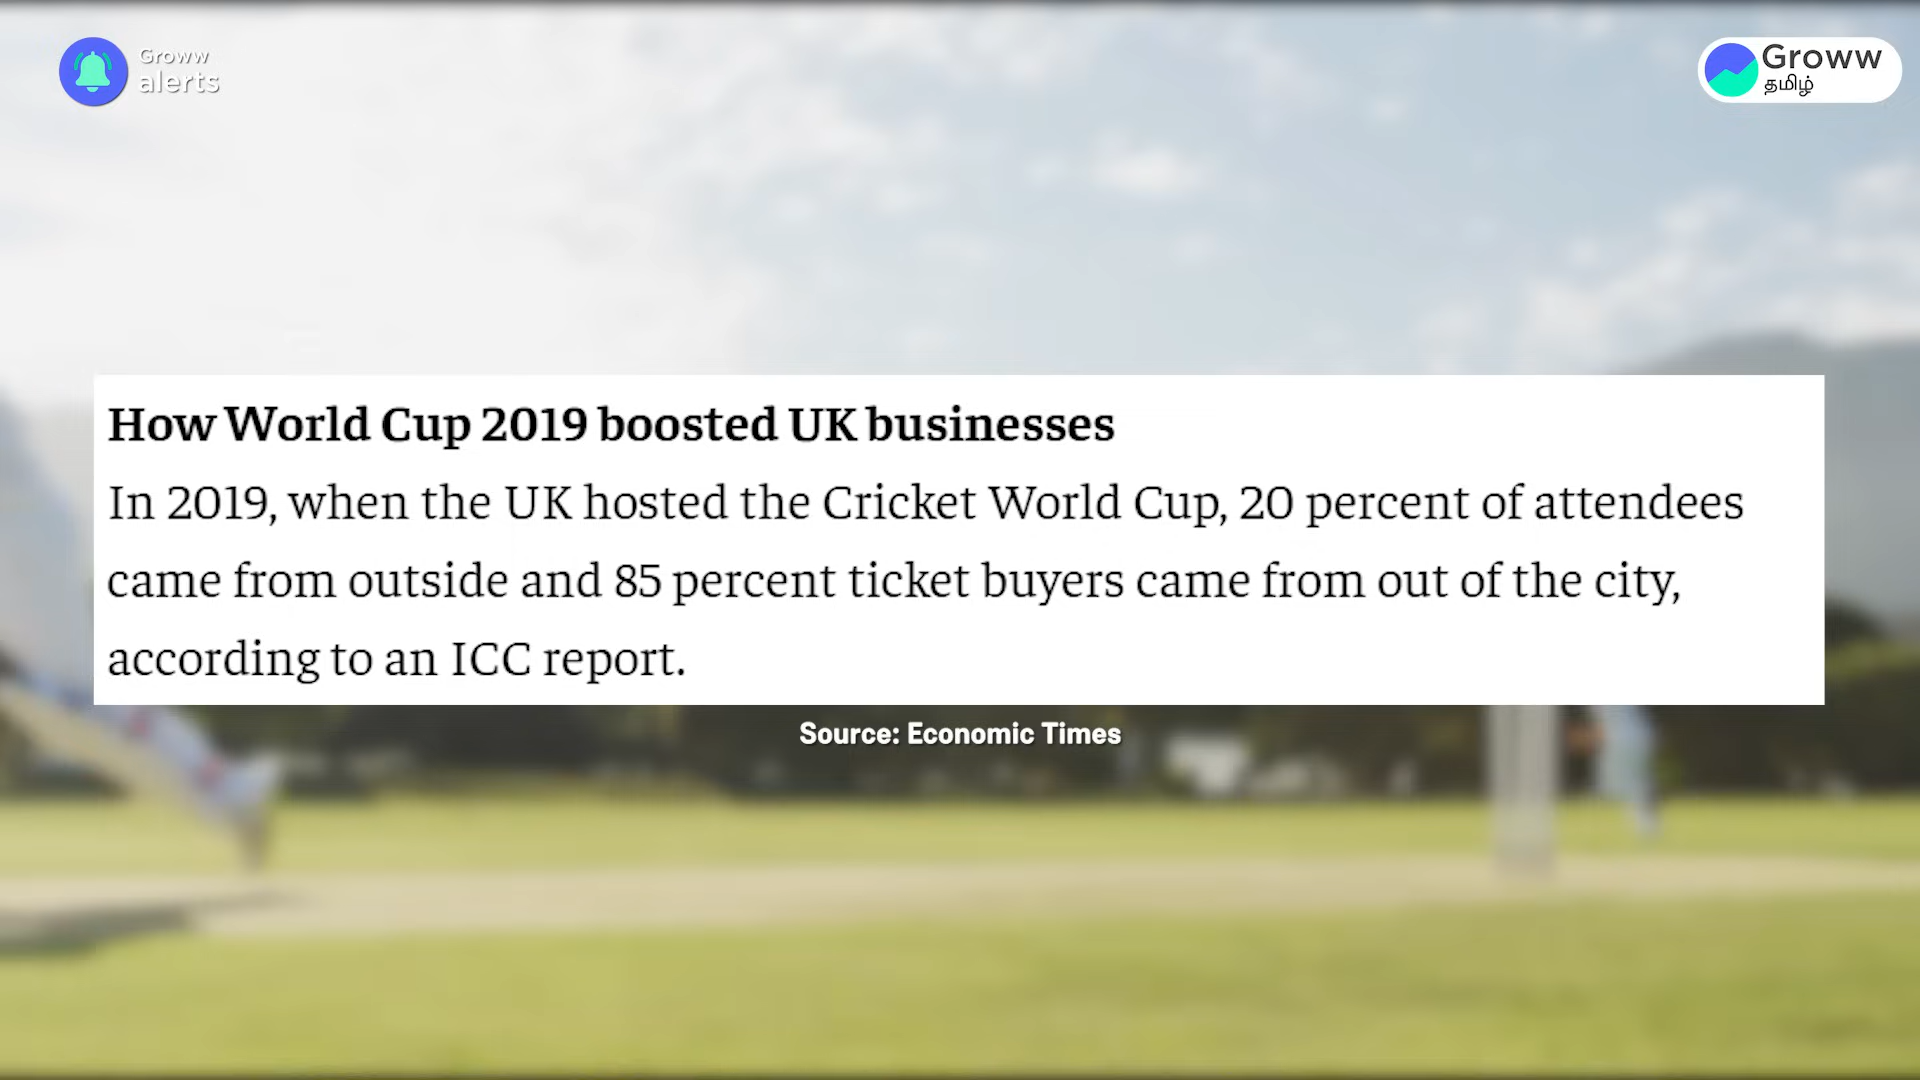 Groww
alerts
Groww
தமிழ்
How World Cup 2019 boosted UK businesses
In 2019, when the UK hosted the Cricket World Cup, 20 percent of attendees
came from outside and 85 percent ticket buyers came from out of the city,
according to an ICC report.
Source: Economic Times